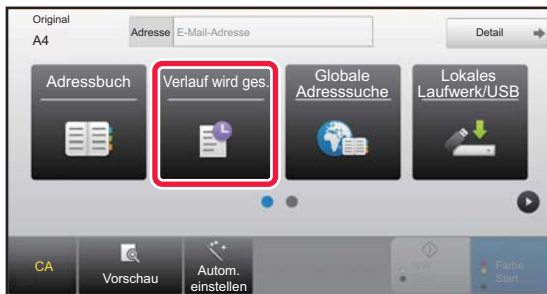 Original
A4
Adresse
E-Mail-Adresse
Detail
Adressbuch
Verlauf wird ges.
Globale
Adresssuche
Lokales
Laufwerk/USB
CA
Vorschau
Autom.
einstellen
S/W
Start
Farbe
Start